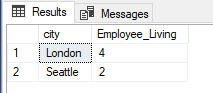 Results Messages
city Employee_Living
1 London 4
2 Seattle 2